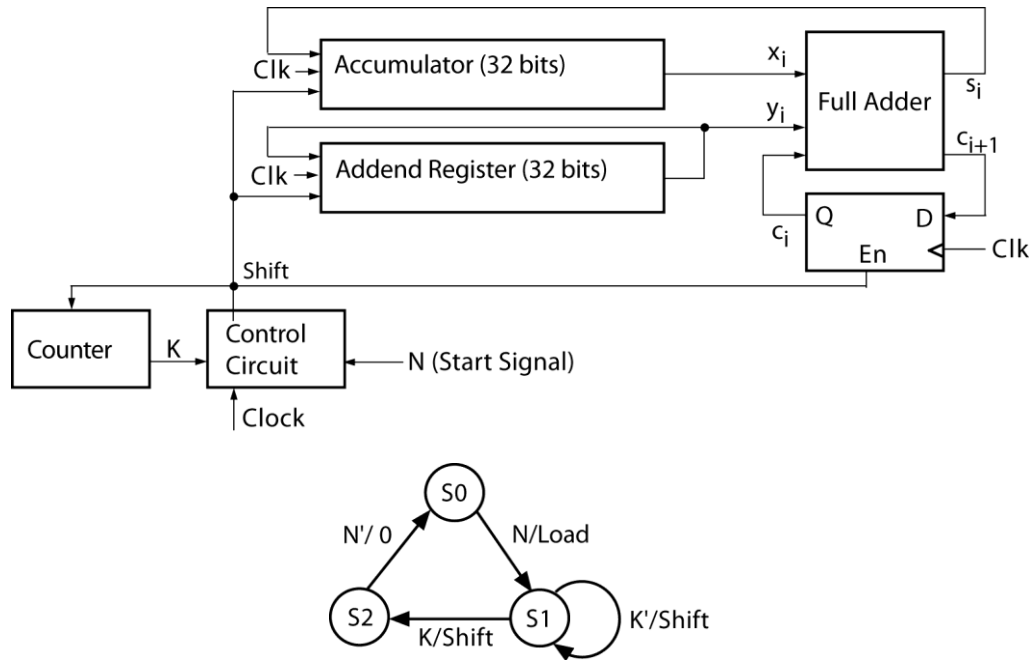 Accumulator (32 bits)
Clk
x_i
Full Adder
s_i
y_i
Addend Register (32 bits)
Clk
c_{i+1}
Q
D
c_i
En
Clk
Shift
Counter
K
Control
Circuit
N (Start Signal)
Clock
S0
N'/ 0
N/Load
S2
S1
K/Shift
K'/Shift